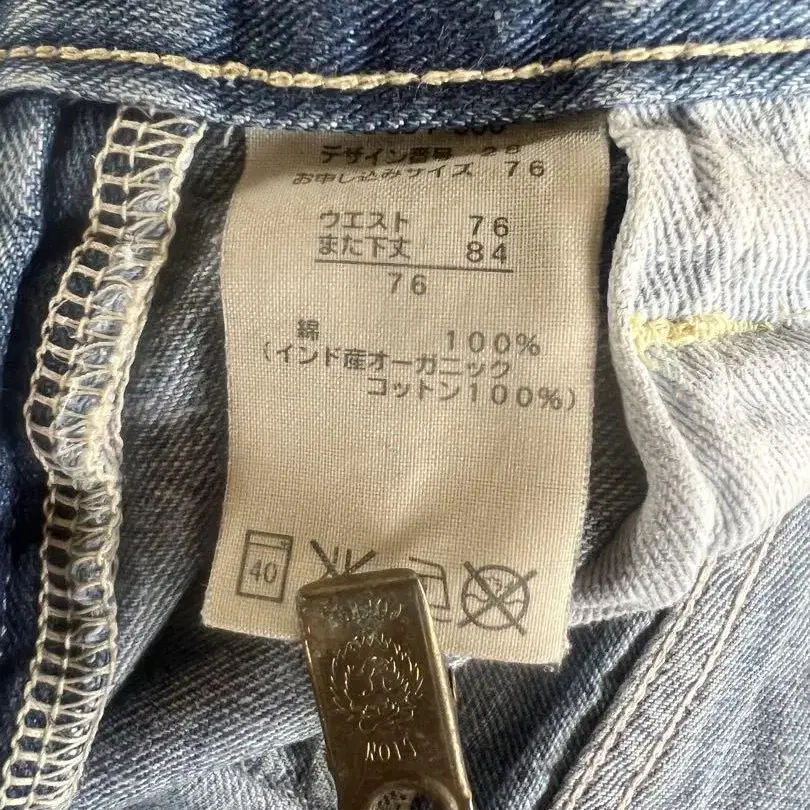 デザイン番号 28
お申し込みサイズ 76
ウエスト 76
また下丈 84
76
綿 100%
(インド産オーガニック
コットン100%)
40